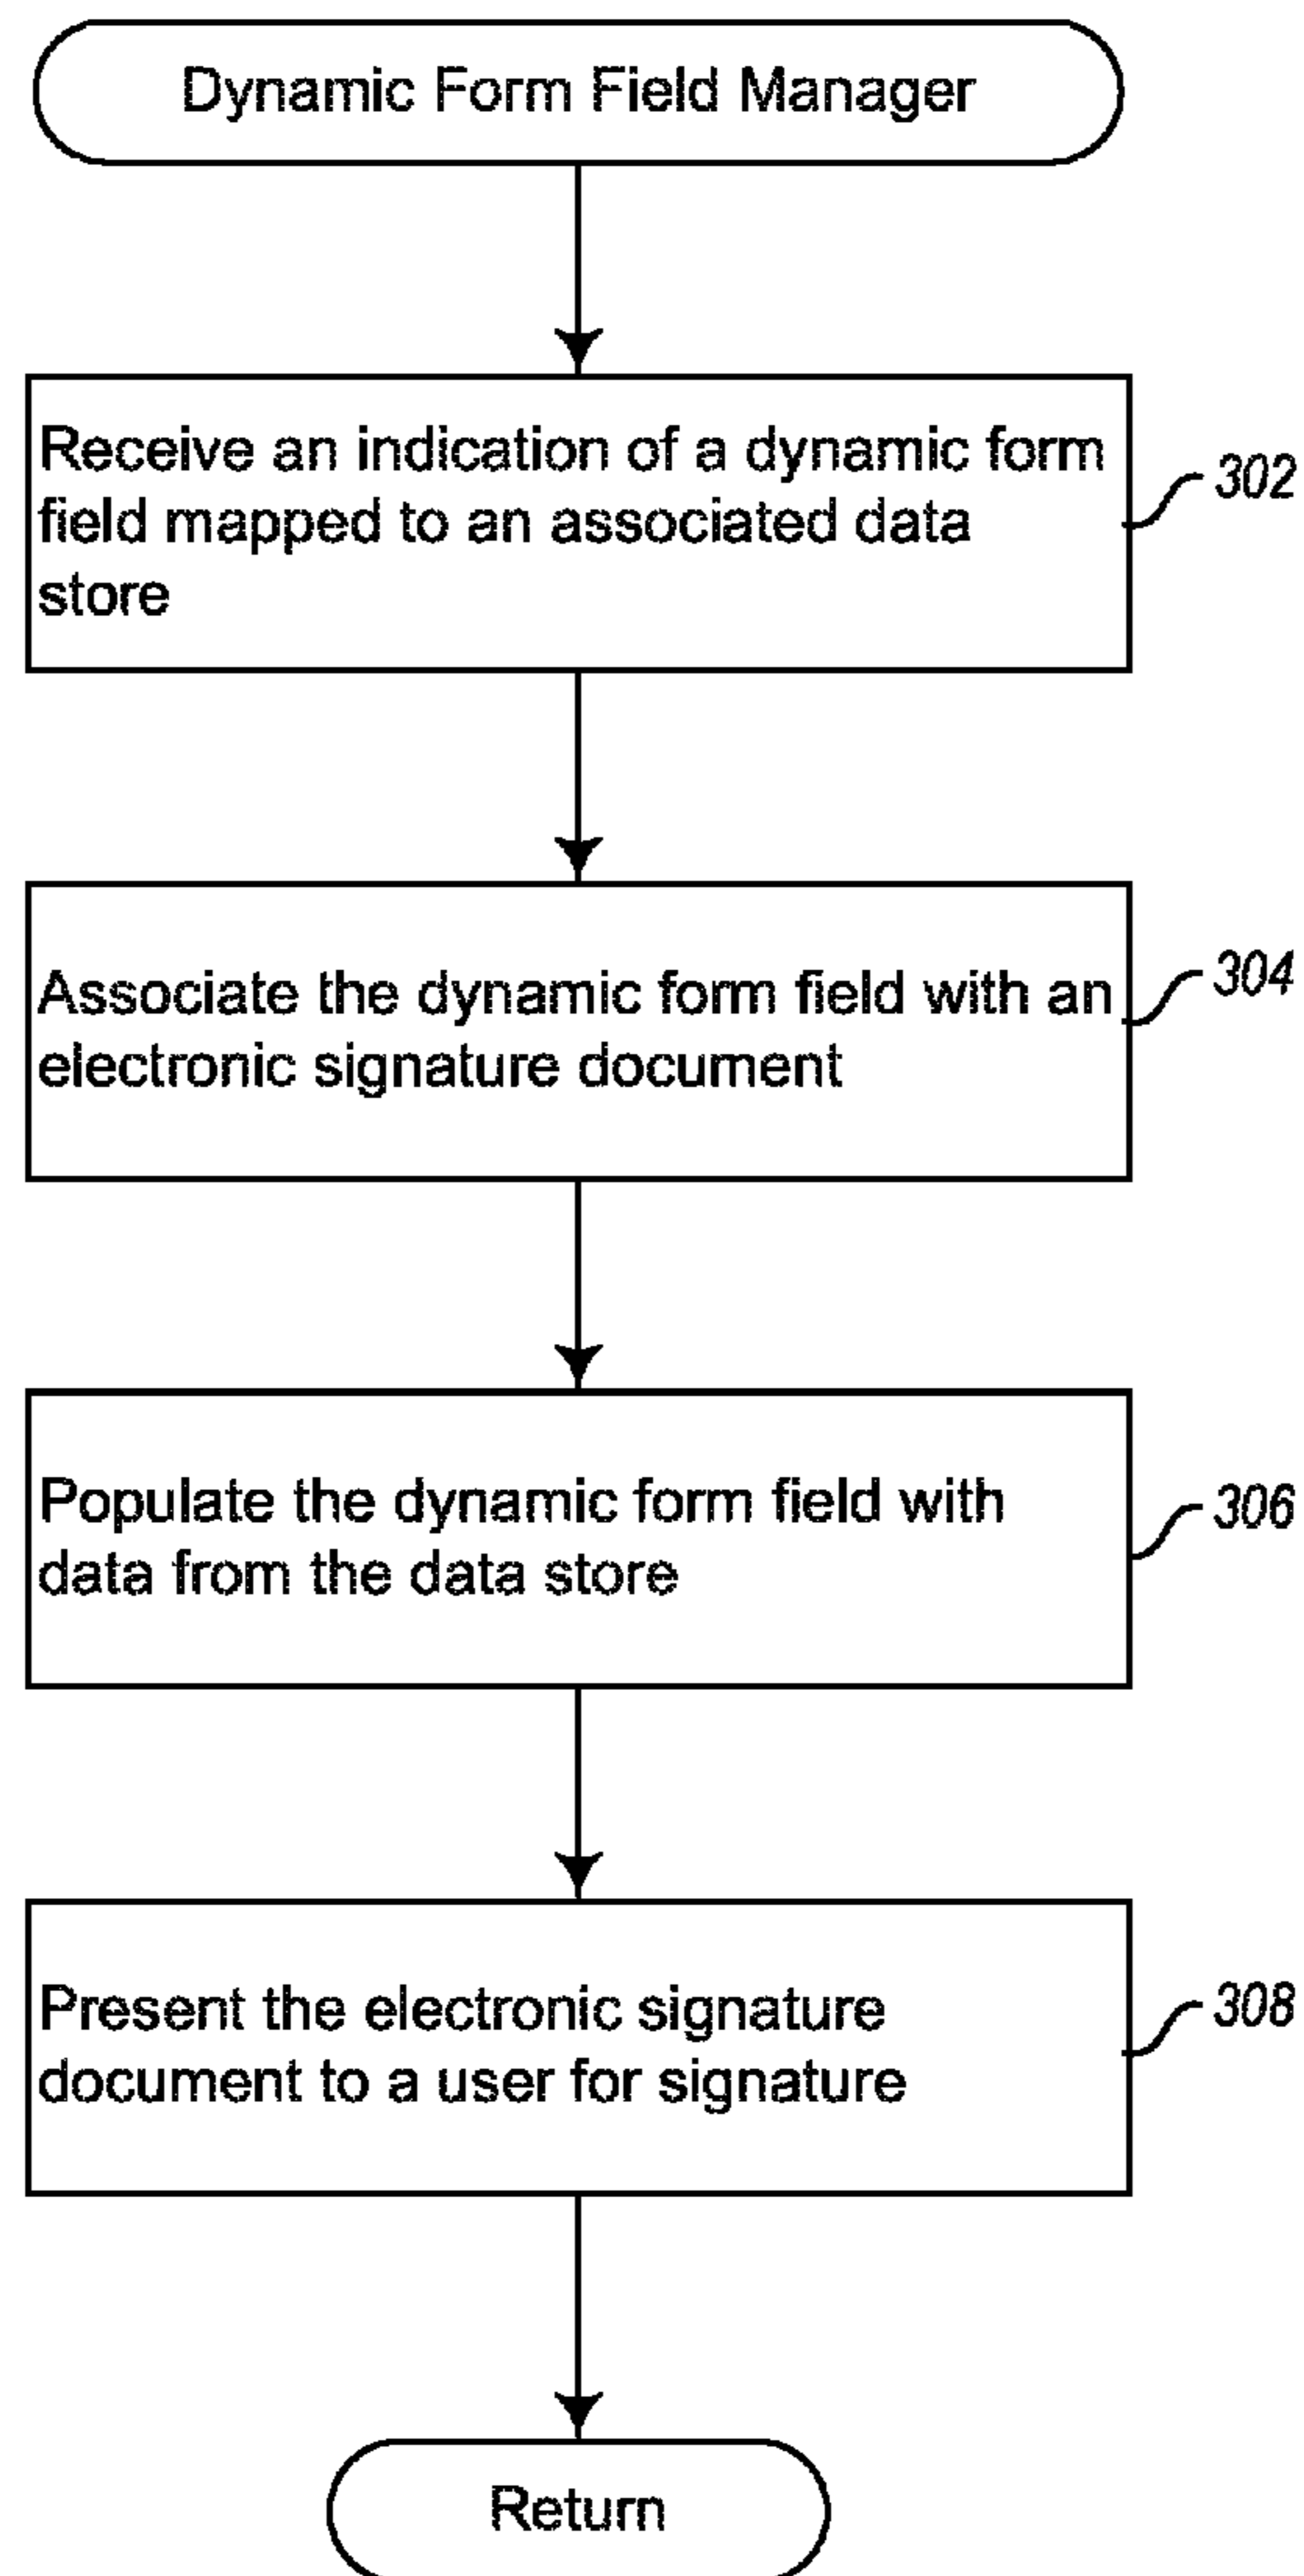 Dynamic Form Field Manager
Receive an indication of a dynamic form
field mapped to an associated data
store
302
Associate the dynamic form field with an
electronic signature document
304
Populate the dynamic form field with
data from the data store
306
Present the electronic signature
document to a user for signature
308
Return